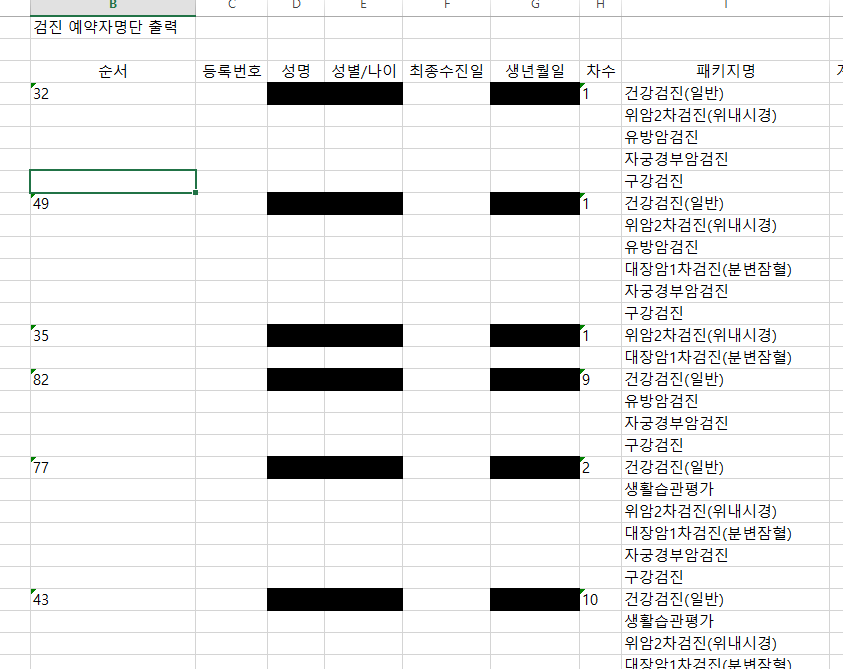 B C D E F G H I
검진 예약자명단 출력
순서 등록번호 성명 성별/나이 최종수진일 생년월일 차수 패키지명
32 1 건강검진(일반)
위암2차검진(위내시경)
유방암검진
자궁경부암검진
구강검진
49 1 건강검진(일반)
위암2차검진(위내시경)
유방암검진
대장암1차검진(분변잠혈)
자궁경부암검진
구강검진
35 1 위암2차검진(위내시경)
대장암1차검진(분변잠혈)
82 9 건강검진(일반)
유방암검진
자궁경부암검진
구강검진
77 2 건강검진(일반)
생활습관평가
위암2차검진(위내시경)
대장암1차검진(분변잠혈)
자궁경부암검진
구강검진
43 10 건강검진(일반)
생활습관평가
위암2차검진(위내시경)
대장암1차검진(분변잠혈)